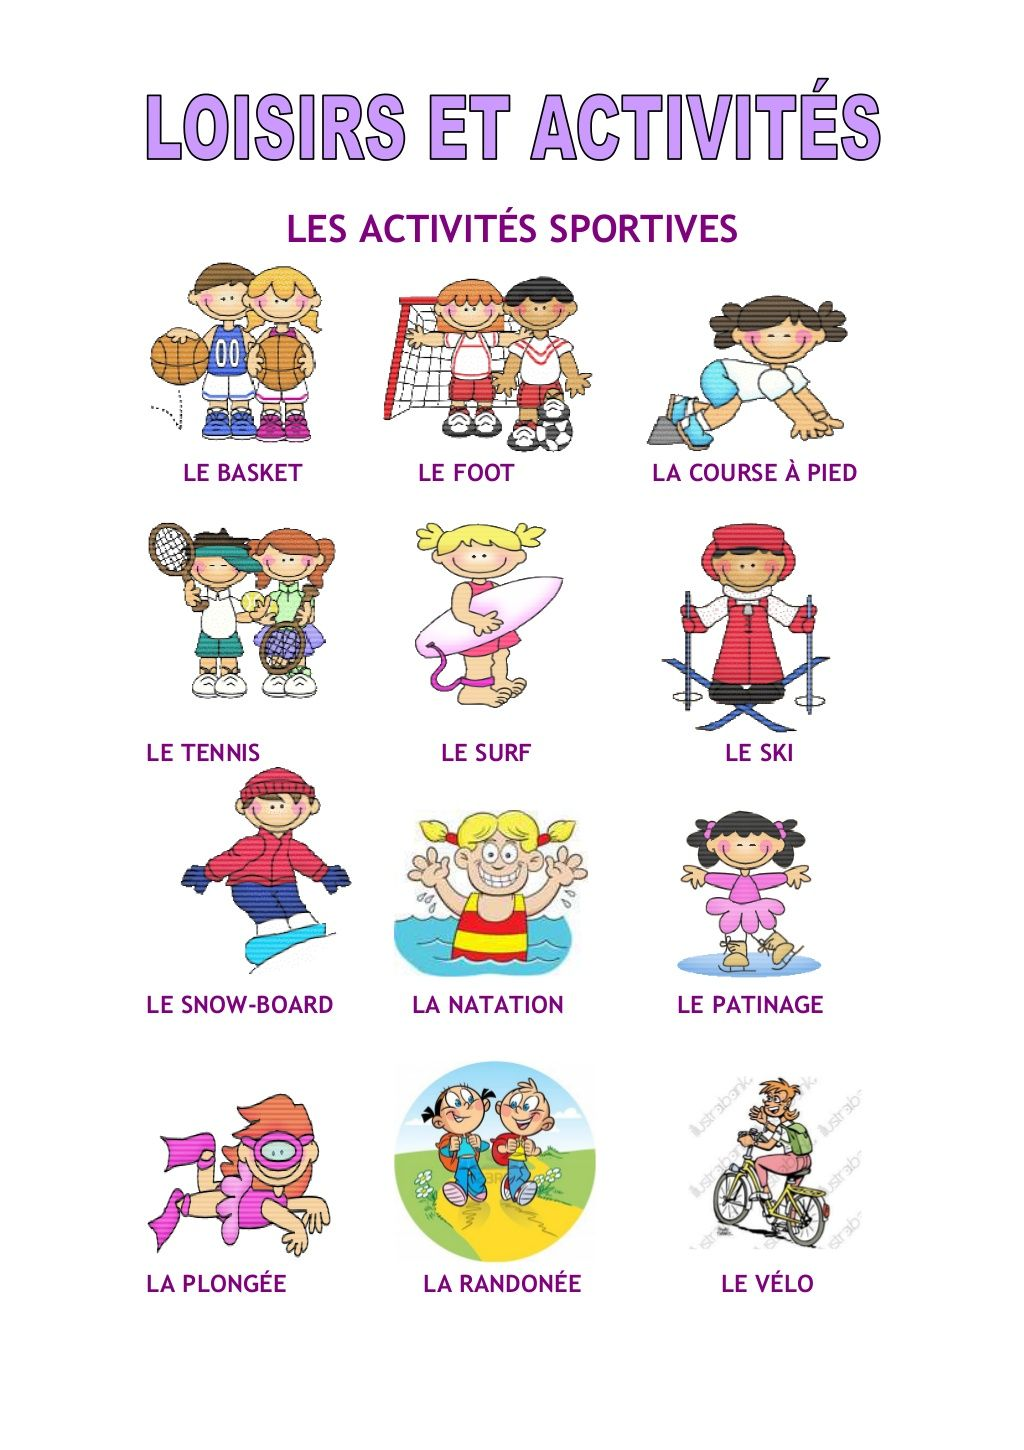 LOISIRS ET ACTIVITÉS
LES ACTIVITÉS SPORTIVES
LE BASKET LE FOOT LA COURSE À PIED
LE TENNIS LE SURF LE SKI
LE SNOW-BOARD LA NATATION LE PATINAGE
LA PLONGÉE LA RANDONÉE LE VÉLO